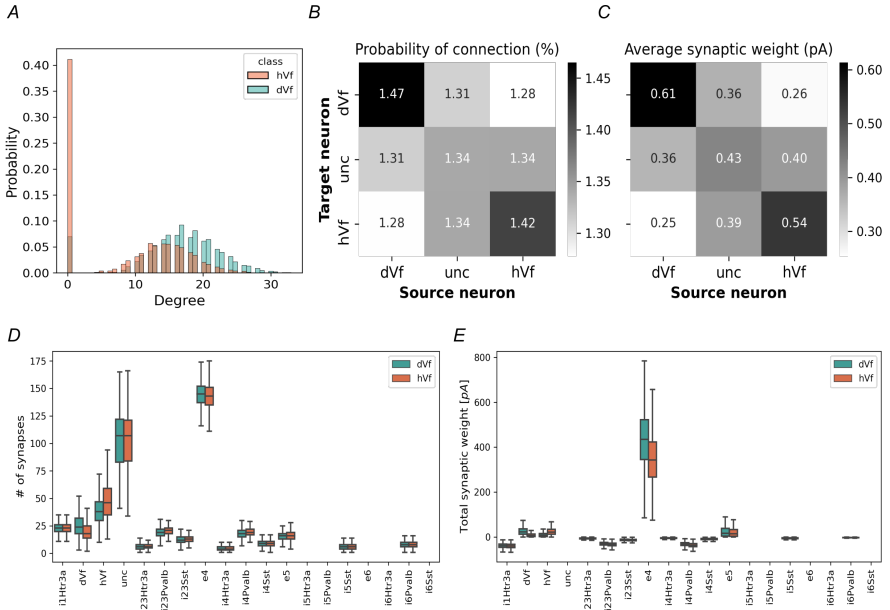 A
B
C
Probability of connection (%)
Average synaptic weight (pA)
class
hVf
dVf
0.40
0.35
0.30
0.25
0.20
0.15
0.10
0.05
0.00
Probability
0
10
20
30
Degree
Target neuron
dVf
unc
hVf
1.47
1.31
1.28
1.31
1.34
1.34
1.28
1.34
1.42
dVf
unc
hVf
Source neuron
1.45
1.40
1.35
1.30
0.61
0.36
0.26
0.36
0.43
0.40
0.25
0.39
0.54
dVf
unc
hVf
Source neuron
0.60
0.50
0.40
0.30
D
# of synapses
175
150
125
100
75
50
25
0
dVf
hVf
i1Htr3a
dVf
hVf
unc
23Htr3a
i23Pvalb
i23Sst
e4
i4Htr3a
i4Pvalb
i4Sst
e5
i5Htr3a
i5Pvalb
i5Sst
e6
i6Htr3a
i6Pvalb
i6Sst
E
Total synaptic weight [pA]
800
600
400
200
0
dVf
hVf
i1Htr3a
dVf
hVf
unc
23Htr3a
i23Pvalb
i23Sst
e4
i4Htr3a
i4Pvalb
i4Sst
e5
i5Htr3a
i5Pvalb
i5Sst
e6
i6Htr3a
i6Pvalb
i6Sst